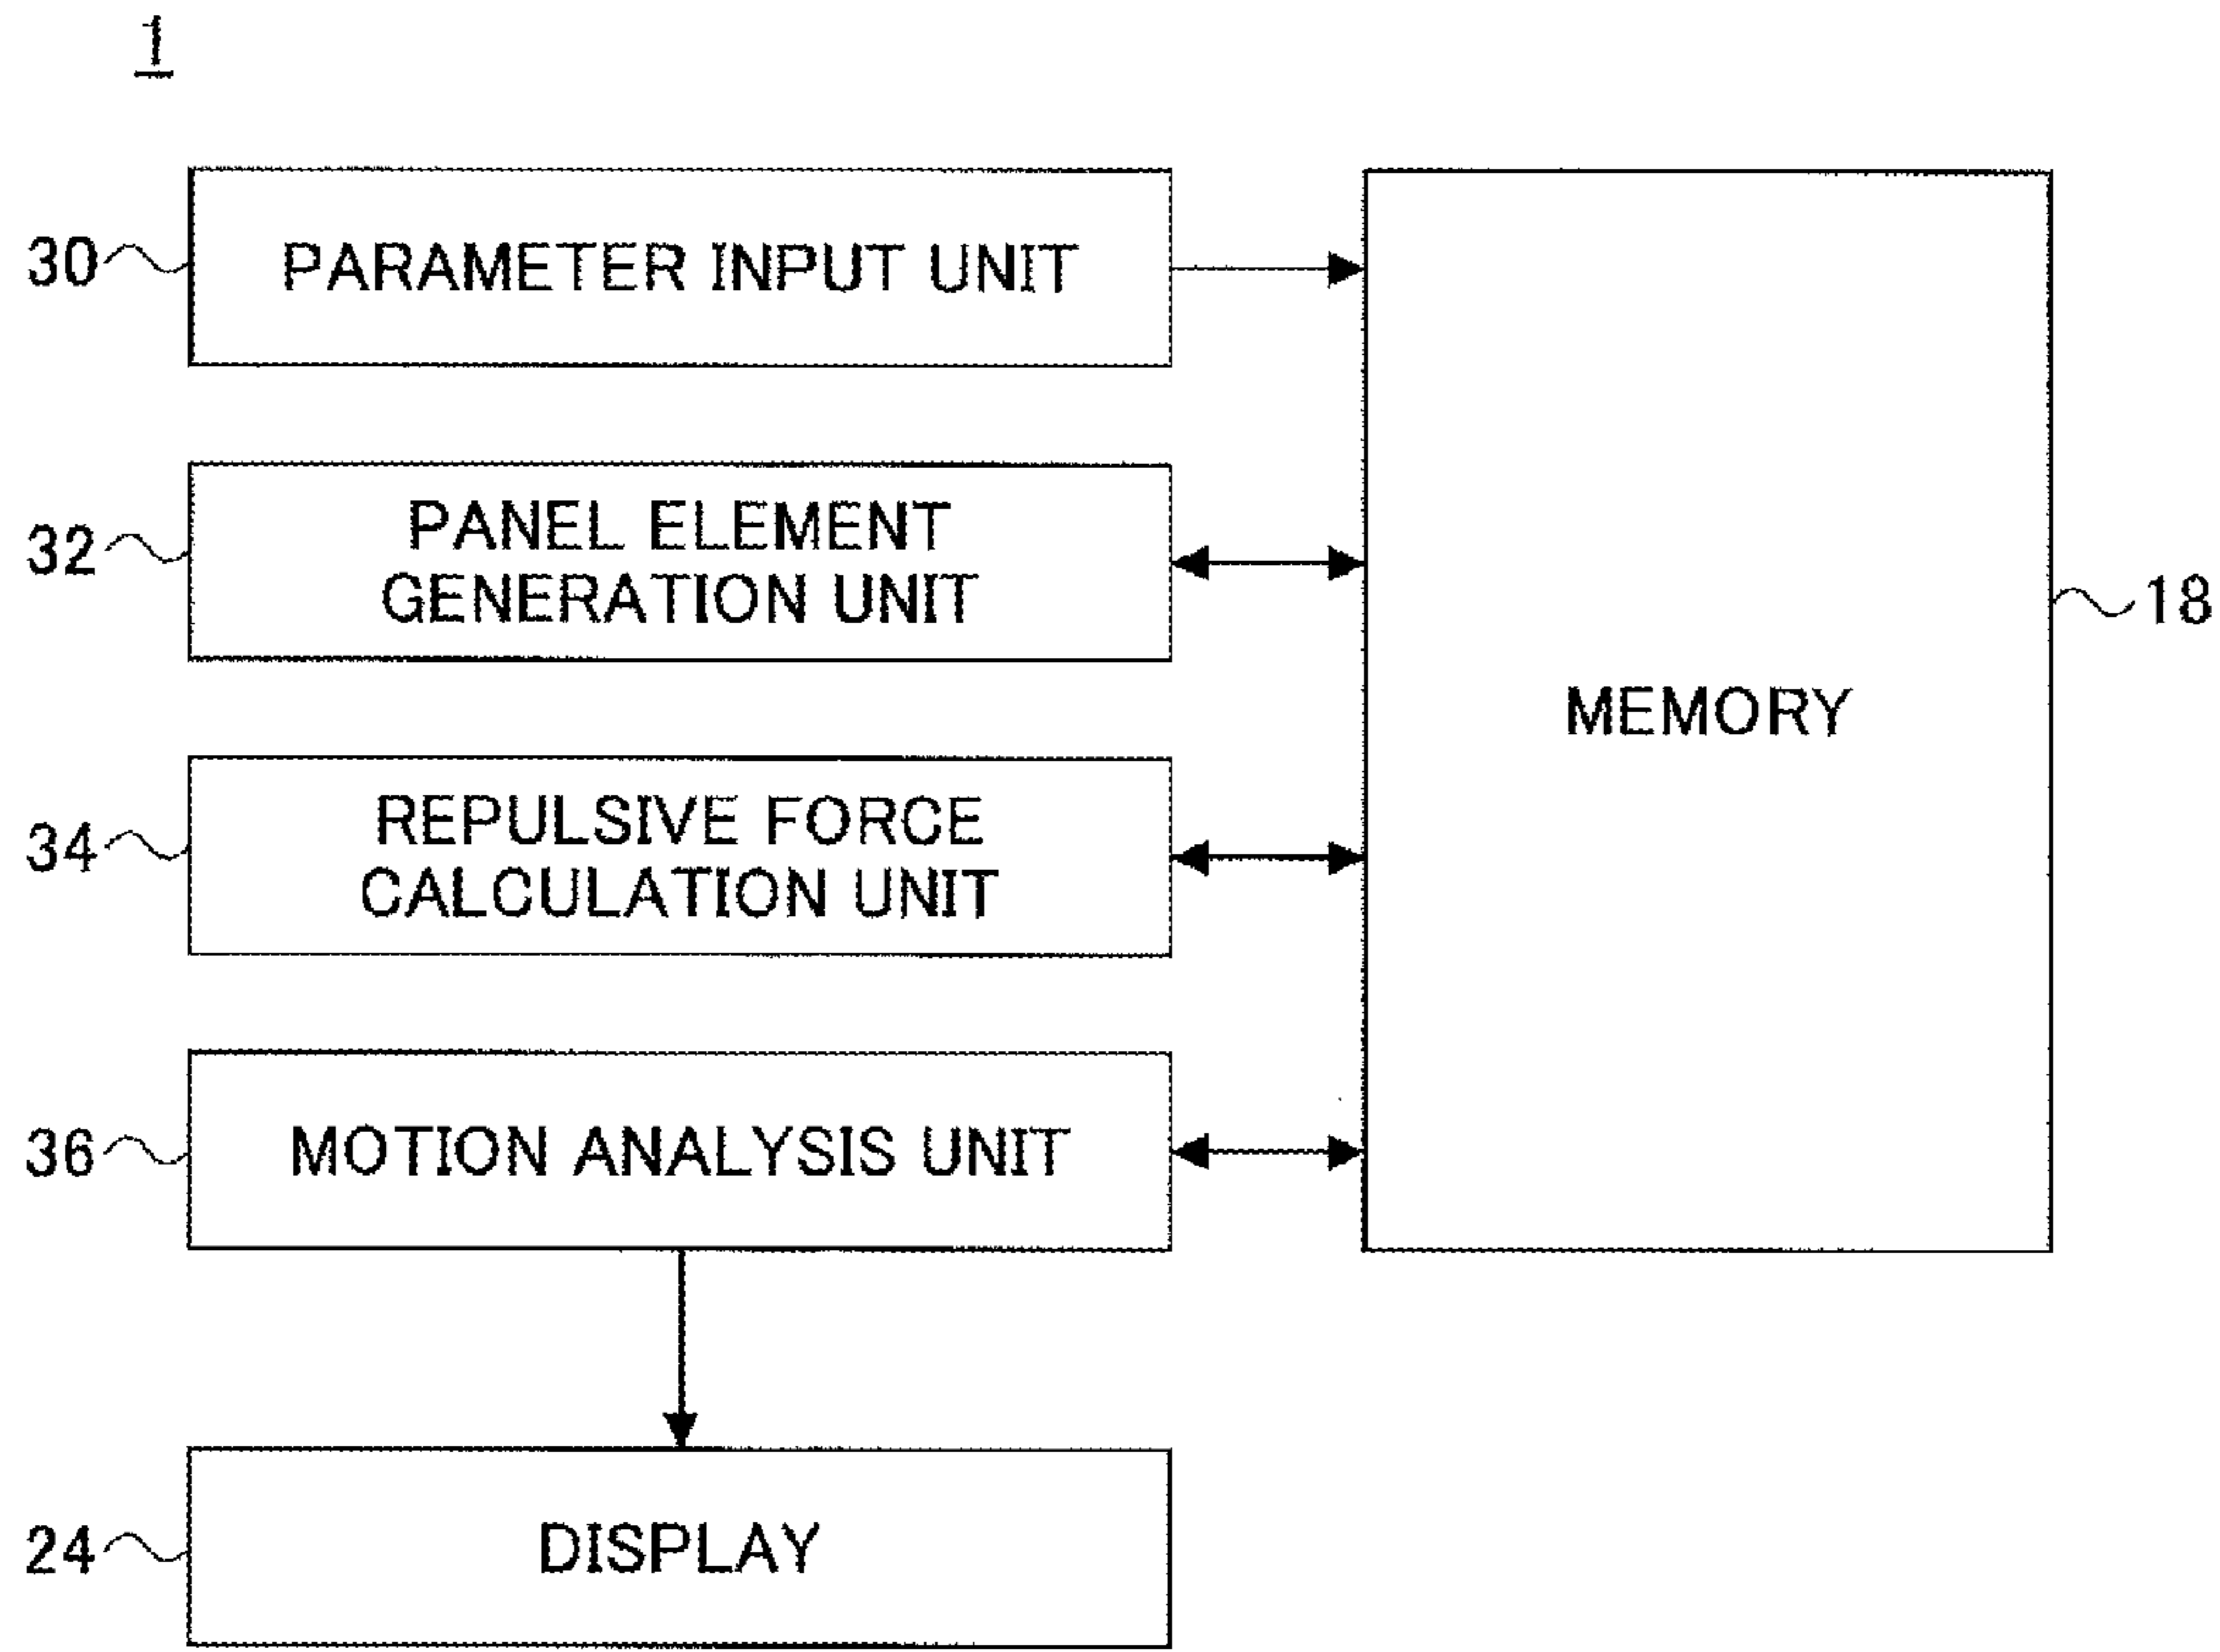 1
30
PARAMETER INPUT UNIT
32
PANEL ELEMENT
GENERATION UNIT
18
MEMORY
34
REPULSIVE FORCE
CALCULATION UNIT
36
MOTION ANALYSIS UNIT
24
DISPLAY